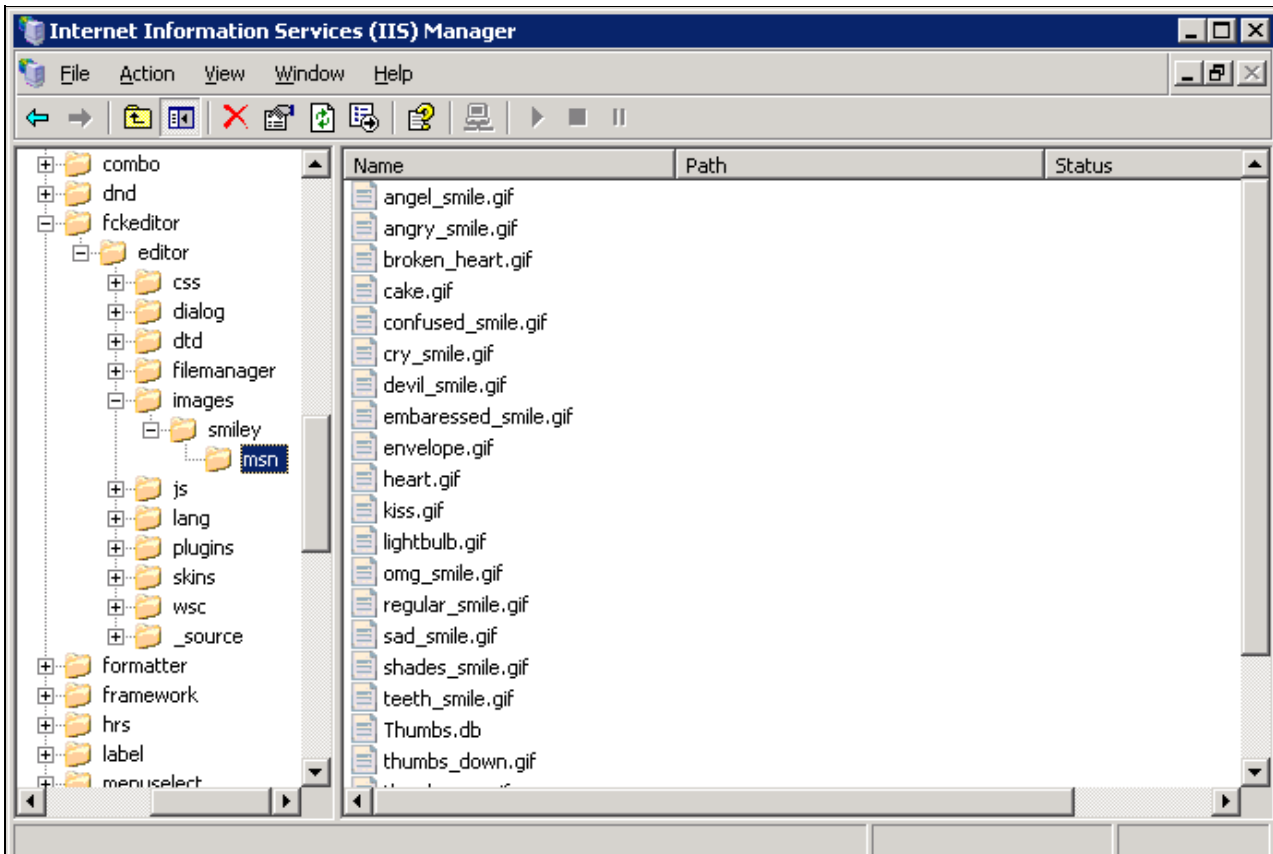 Internet Information Services (IIS) Manager
File Action View Window Help
combo
dnd
fckeditor
editor
css
dialog
dtd
filemanager
images
smiley
msn
js
lang
plugins
skins
wsc
_source
formatter
framework
hrs
label
menuselect
Name Path Status
angel_smile.gif
angry_smile.gif
broken_heart.gif
cake.gif
confused_smile.gif
cry_smile.gif
devil_smile.gif
embaressed_smile.gif
envelope.gif
heart.gif
kiss.gif
lightbulb.gif
omg_smile.gif
regular_smile.gif
sad_smile.gif
shades_smile.gif
teeth_smile.gif
Thumbs.db
thumbs_down.gif